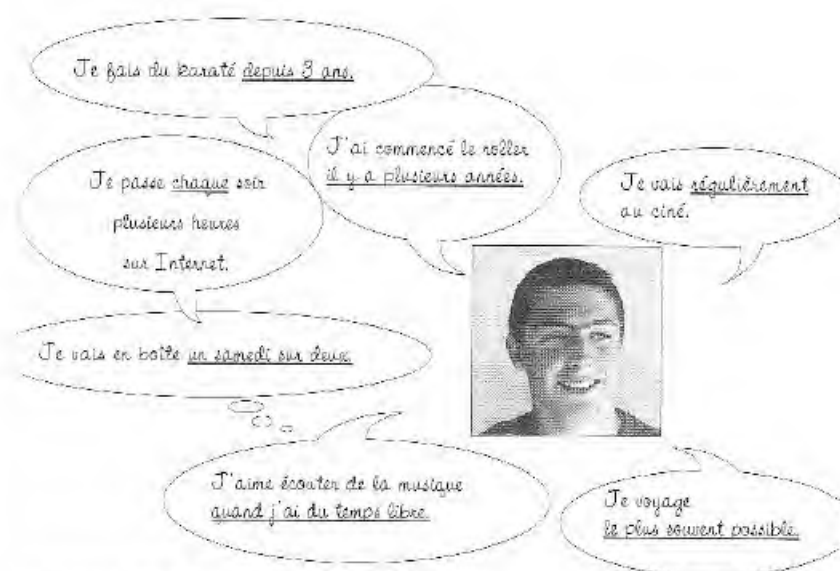 Je fais du karaté depuis 3 ans.
J'ai commencé le roller
il y a plusieurs années.
Je vais régulièrement
au ciné.
Je passe chaque soir
plusieurs heures
sur Internet.
Je vais en boîte un samedi sur deux.
J'aime écouter de la musique
quand j'ai du temps libre.
Je voyage
le plus souvent possible.